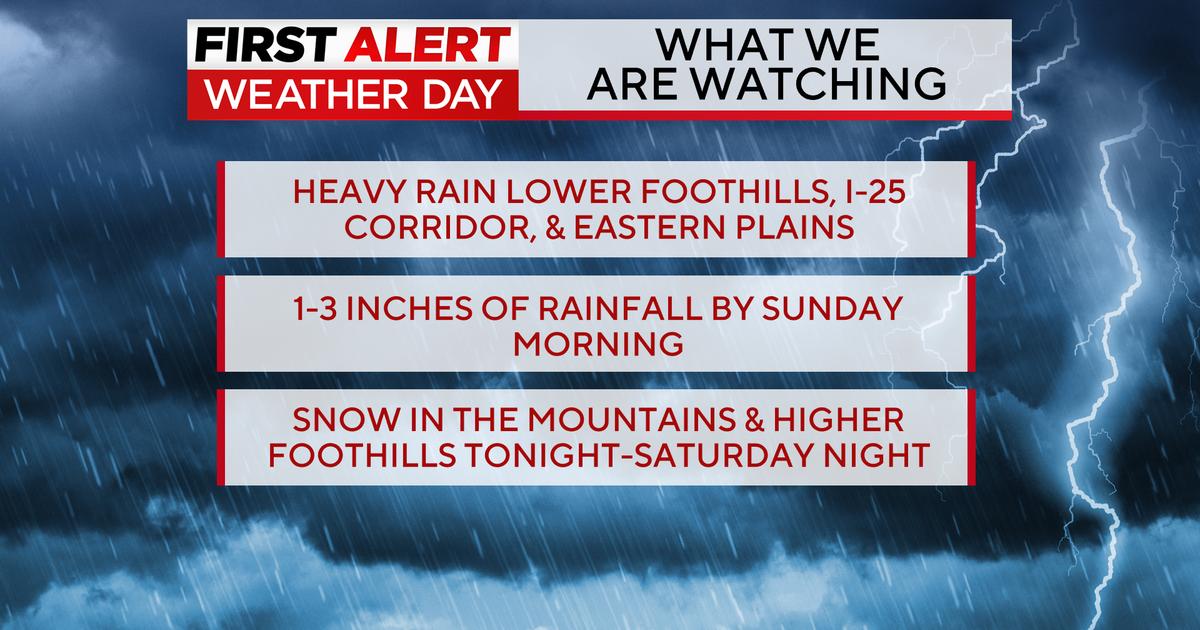 FIRST ALERT
WEATHER DAY
WHAT WE
ARE WATCHING
HEAVY RAIN LOWER FOOTHILLS, I-25
CORRIDOR, & EASTERN PLAINS
1-3 INCHES OF RAINFALL BY SUNDAY
MORNING
SNOW IN THE MOUNTAINS & HIGHER
FOOTHILLS TONIGHT-SATURDAY NIGHT